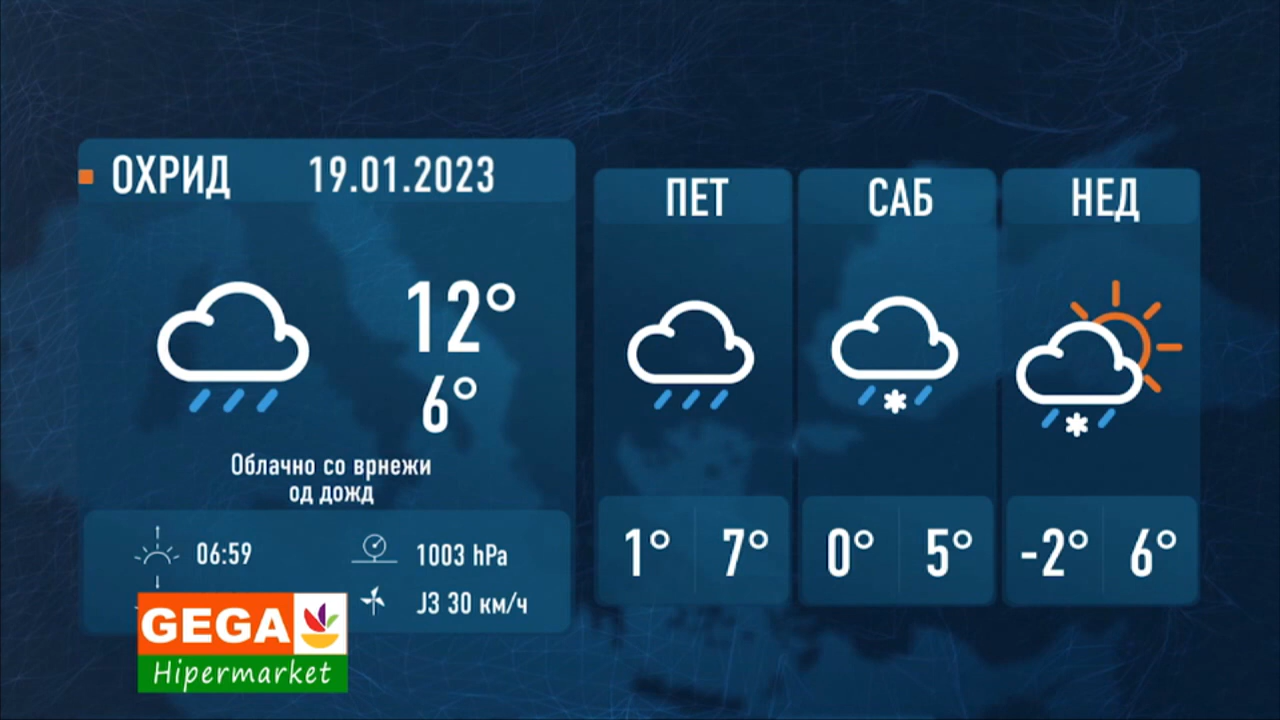 ОХРИД 19.01.2023
12°
6°
Облачно со врнежи
од дожд
06:59
1003 hPa
ЈЗ 30 км/ч
ПЕТ
1° 7°
САБ
0° 5°
НЕД
-2° 6°
GEGA
Hipermarket